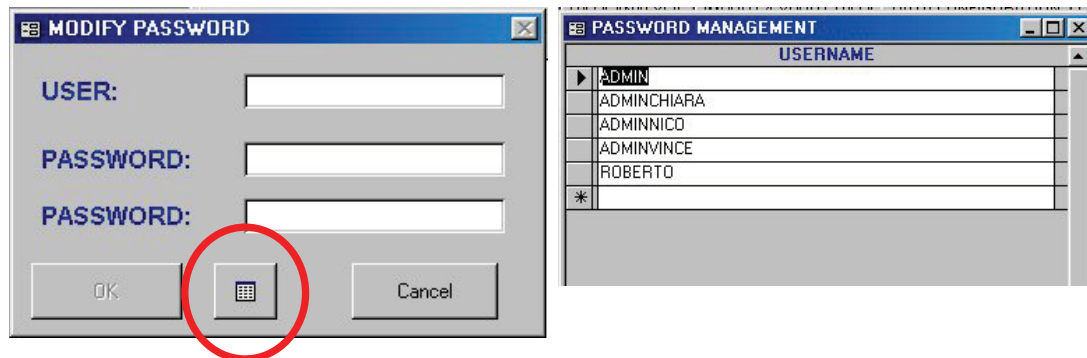 MODIFY PASSWORD
USER:
PASSWORD:
PASSWORD:
OK
Cancel
PASSWORD MANAGEMENT
USERNAME
ADMIN
ADMINCHIARA
ADMINNICO
ADMINVINCE
ROBERTO